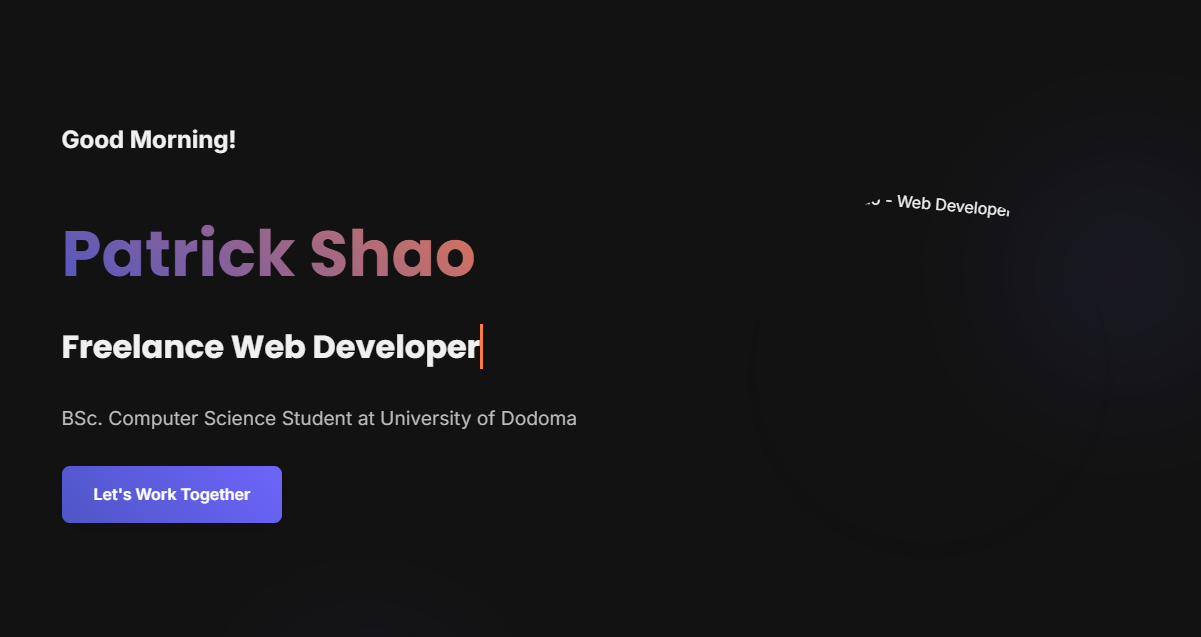 Good Morning!
- Web Developer
Patrick Shao
Freelance Web Developer
BSc. Computer Science Student at University of Dodoma
Let's Work Together